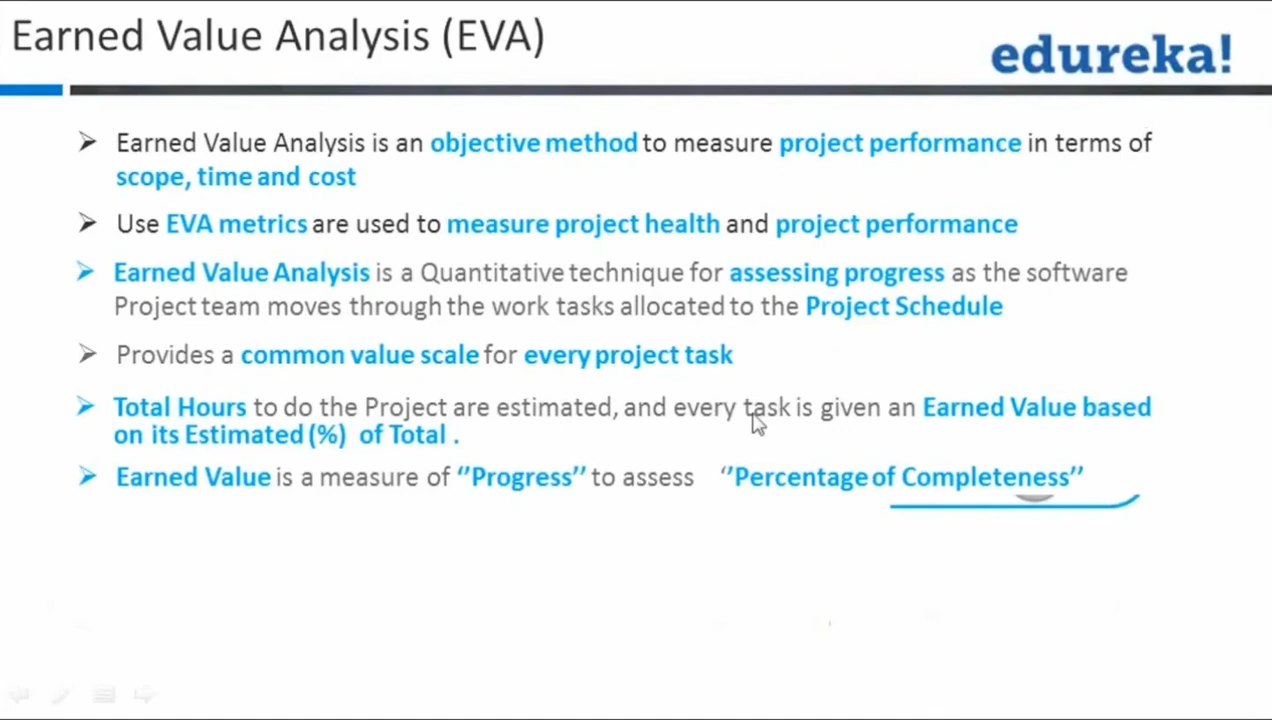 Earned Value Analysis (EVA)
edureka!
Earned Value Analysis is an objective method to measure project performance in terms of
scope, time and cost
Use EVA metrics are used to measure project health and project performance
Earned Value Analysis is a Quantitative technique for assessing progress as the software
Project team moves through the work tasks allocated to the Project Schedule
Provides a common value scale for every project task
Total Hours to do the Project are estimated, and every task is given an Earned Value based
on its Estimated (%) of Total .
Earned Value is a measure of ‘’Progress’’ to assess ‘’Percentage of Completeness’’